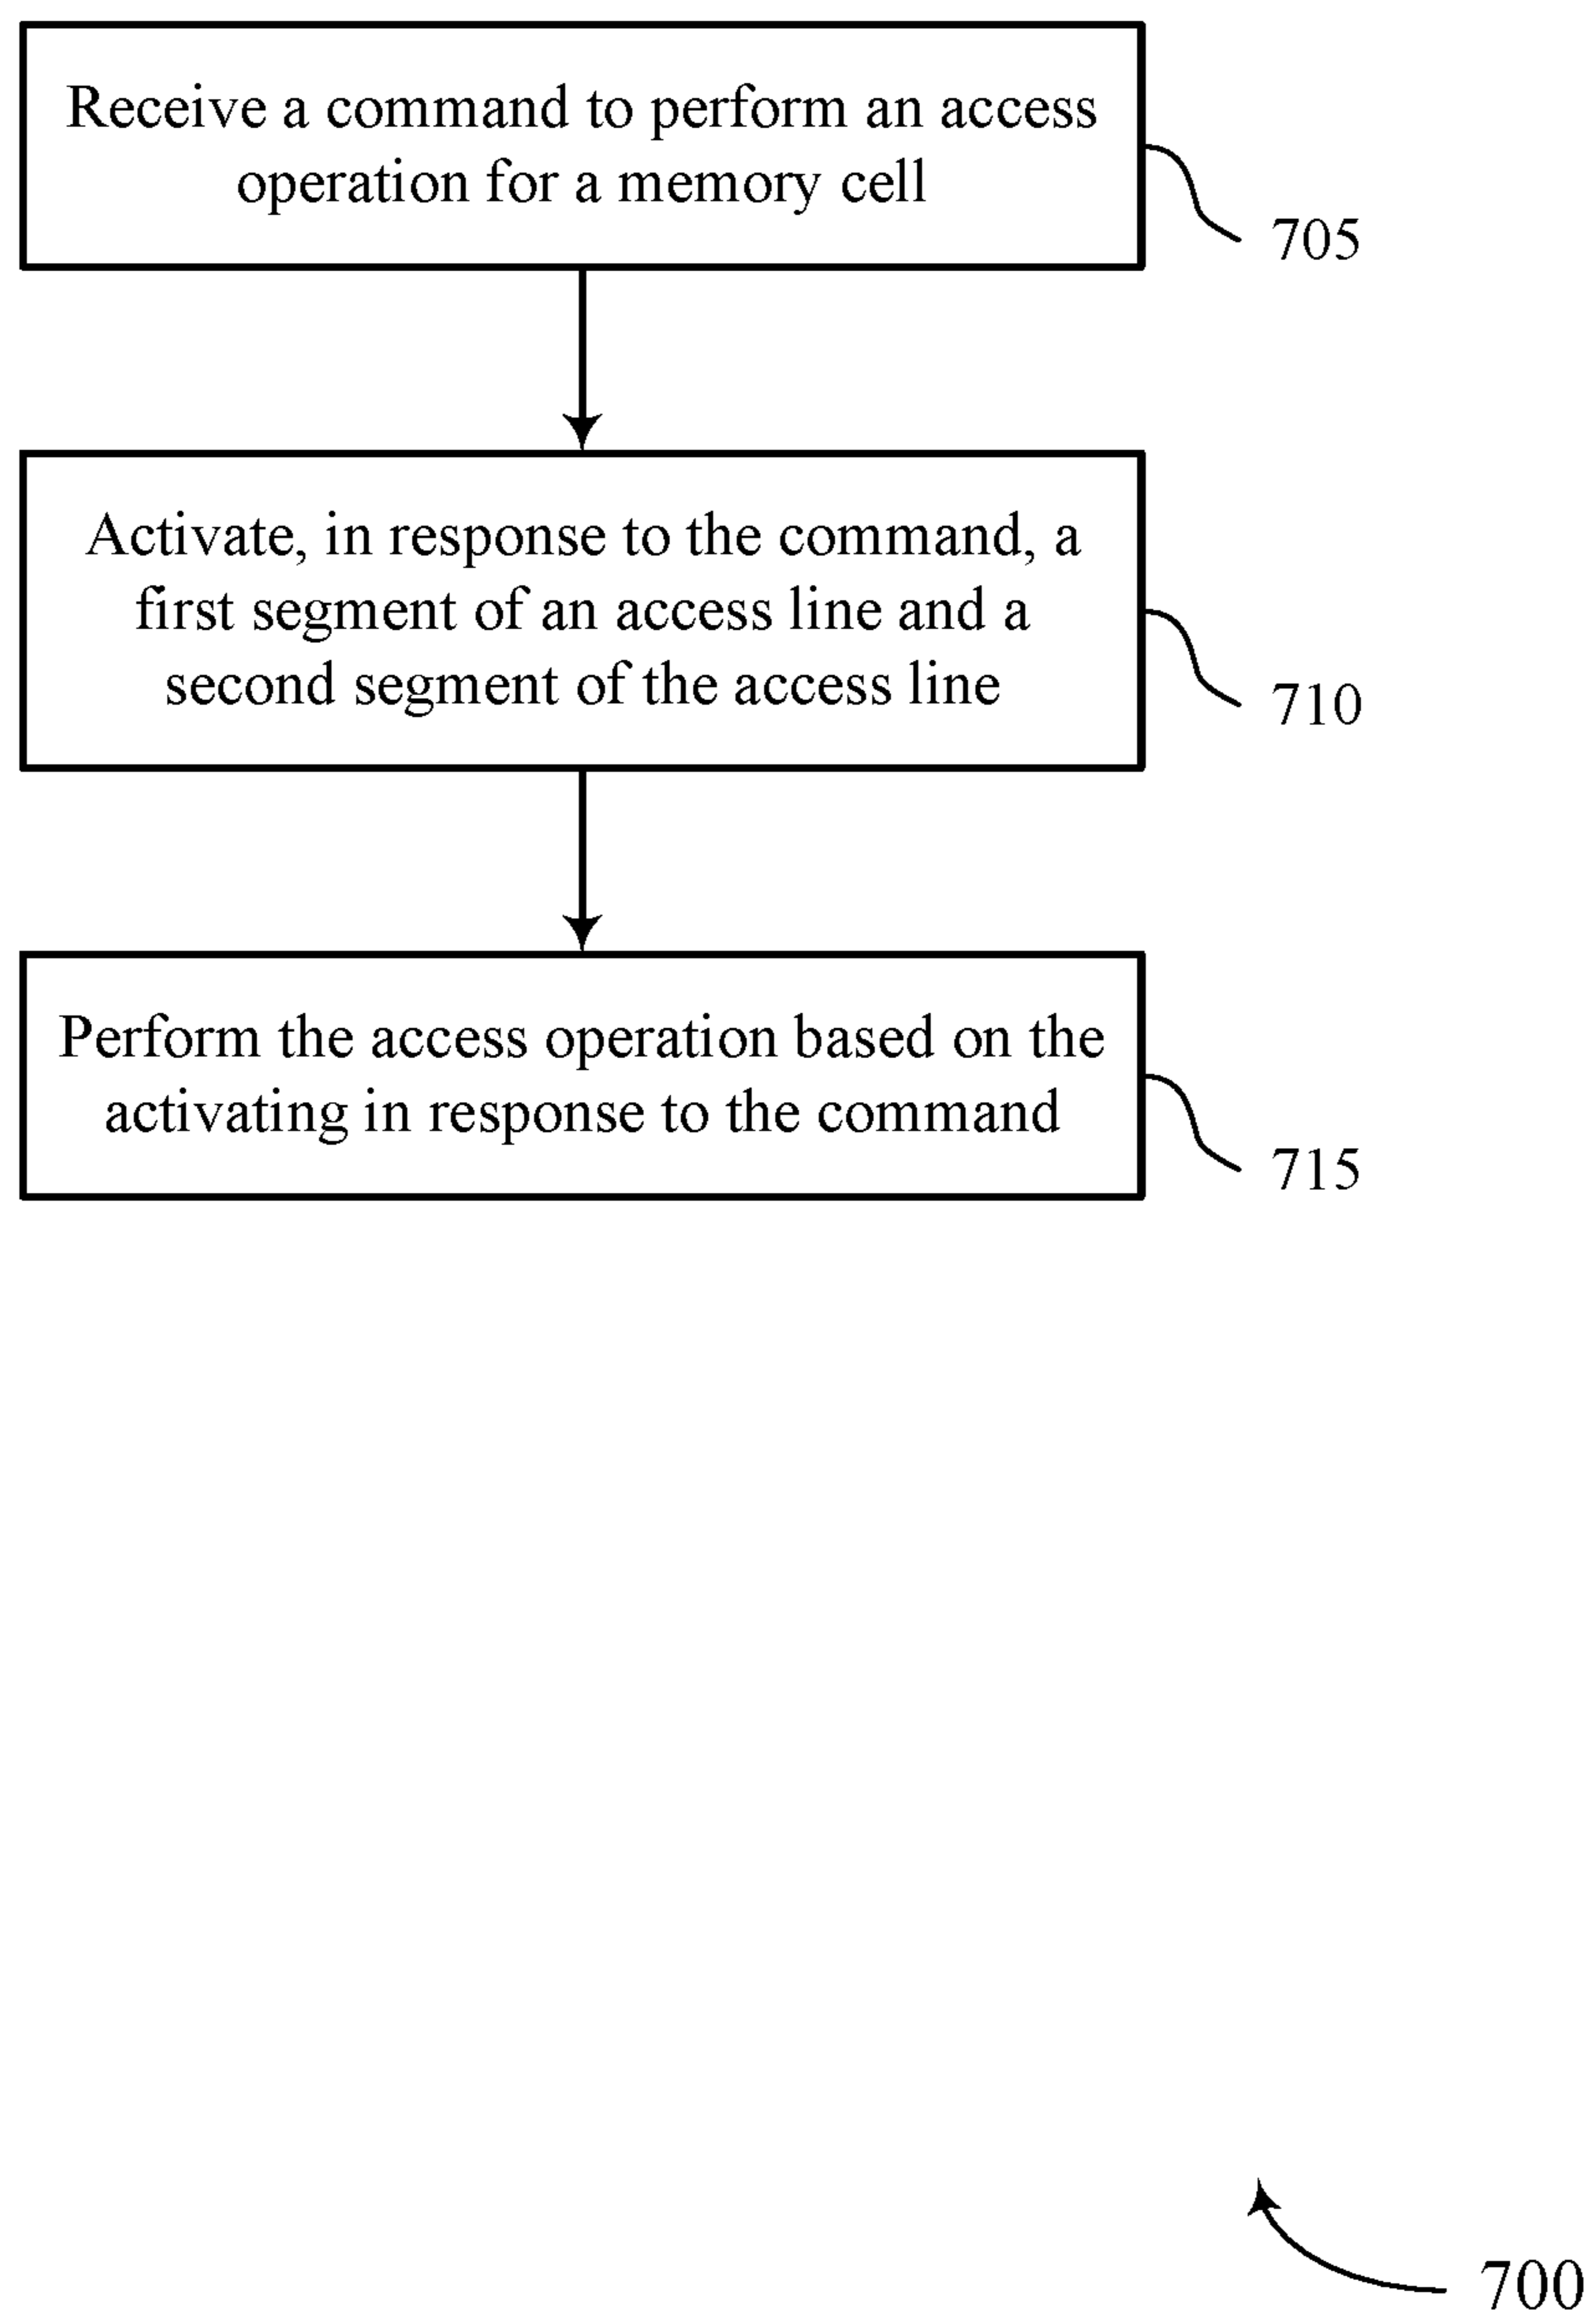 Receive a command to perform an access
operation for a memory cell
705
Activate, in response to the command, a
first segment of an access line and a
second segment of the access line
710
Perform the access operation based on the
activating in response to the command
715
700